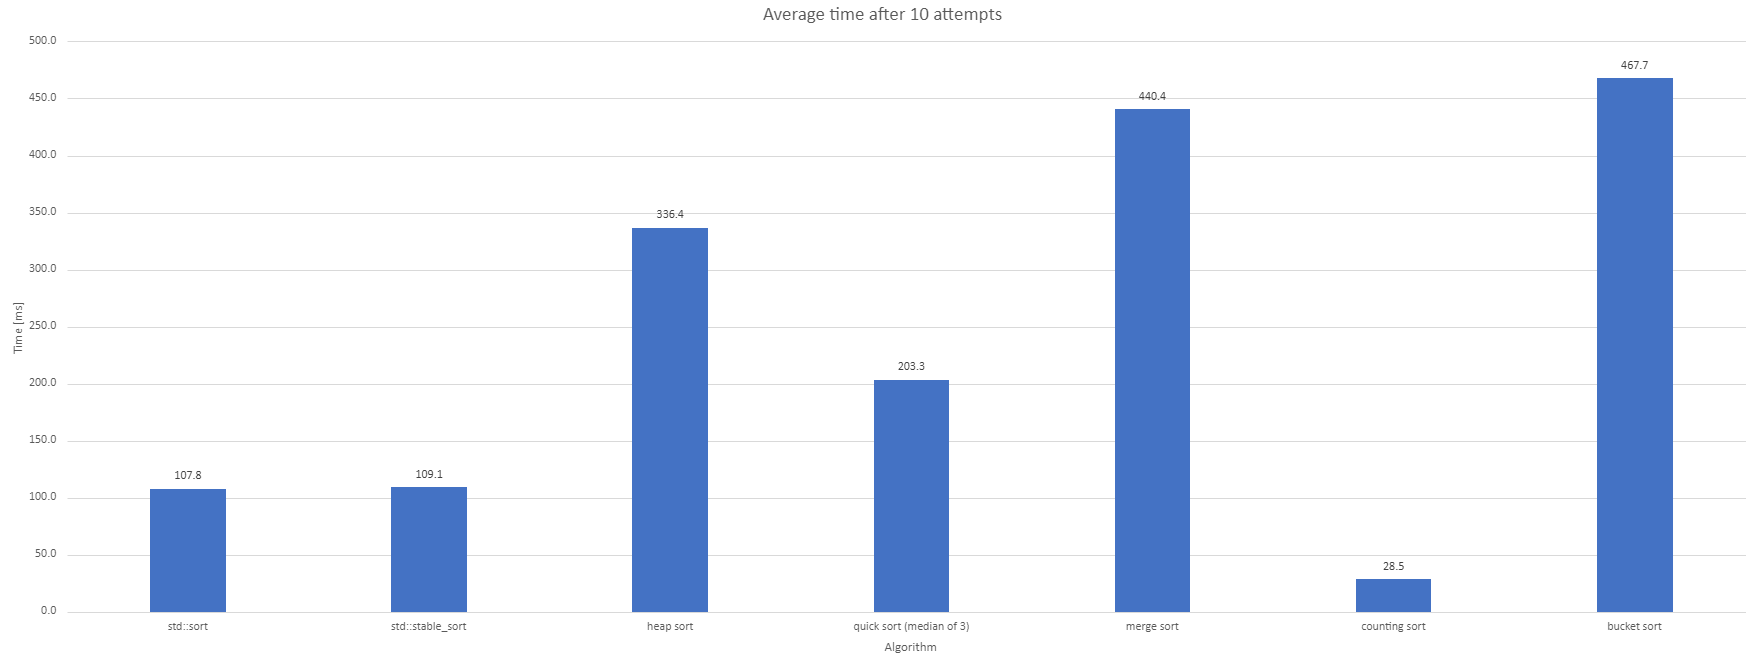 Average time after 10 attempts
500.0
450.0
400.0
350.0
300.0
250.0
200.0
150.0
100.0
50.0
0.0
Time [ms]
107.8
109.1
336.4
203.3
440.4
28.5
467.7
std::sort
std::stable_sort
heap sort
quick sort (median of 3)
merge sort
counting sort
bucket sort
Algorithm